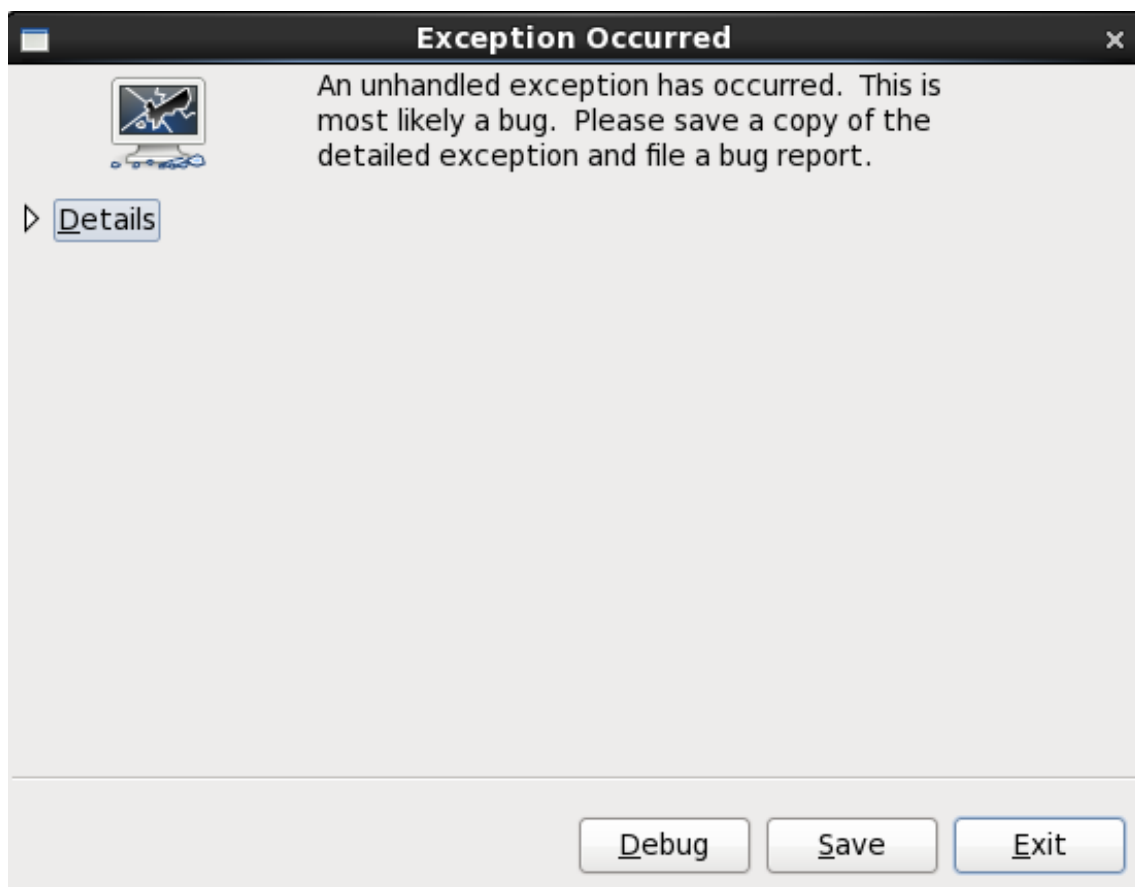 Exception Occurred
An unhandled exception has occurred.  This is
most likely a bug.  Please save a copy of the
detailed exception and file a bug report.
Details
Debug Save Exit